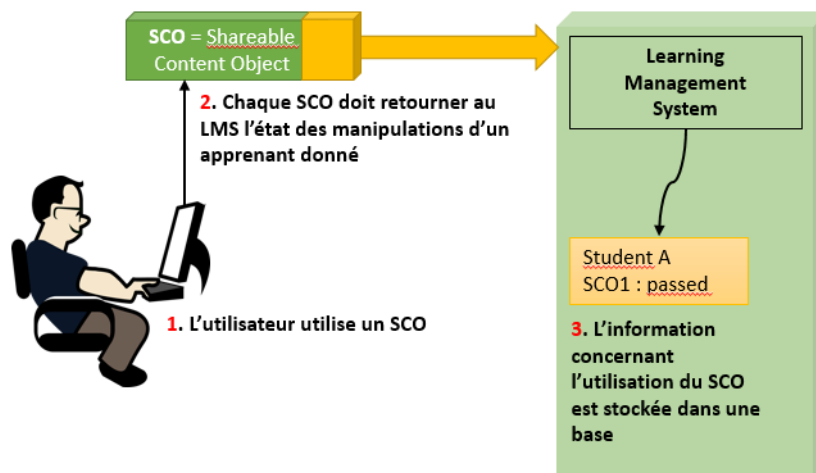 SCO = Shareable
Content Object
2. Chaque SCO doit retourner au
LMS l’état des manipulations d’un
apprenant donné
1. L’utilisateur utilise un SCO
Learning
Management
System
Student A
SCO1 : passed
3. L’information
concernant
l’utilisation du SCO
est stockée dans une
base